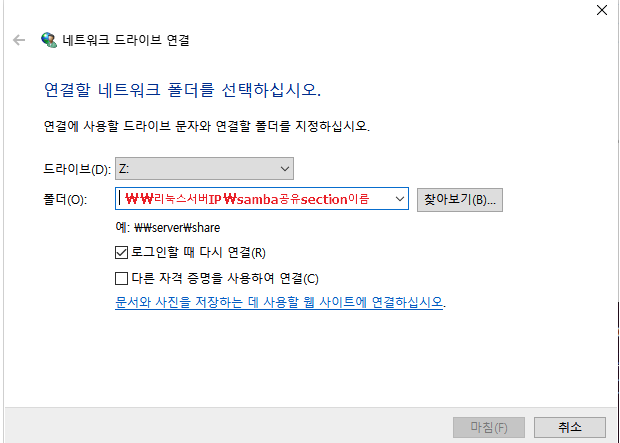 네트워크 드라이브 연결
연결할 네트워크 폴더를 선택하십시오.
연결에 사용할 드라이브 문자와 연결할 폴더를 지정하십시오.
드라이브(D): Z:
폴더(O): ₩₩리눅스서버IP₩samba공유section이름 찾아보기(B)...
예: ₩₩server₩share
로그인할 때 다시 연결(R)
다른 자격 증명을 사용하여 연결(C)
문서와 사진을 저장하는 데 사용할 웹 사이트에 연결하십시오.
마침(F) 취소